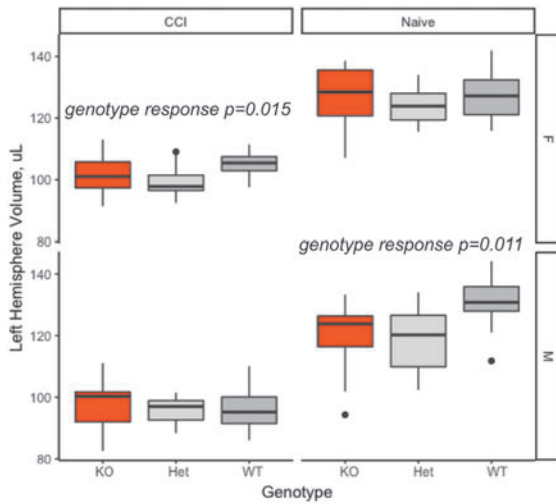 CCI Naive
140
120
100
80
genotype response p=0.015
F
Left Hemisphere Volume, uL
genotype response p=0.011
140
120
100
80
M
KO Het WT KO Het WT
Genotype